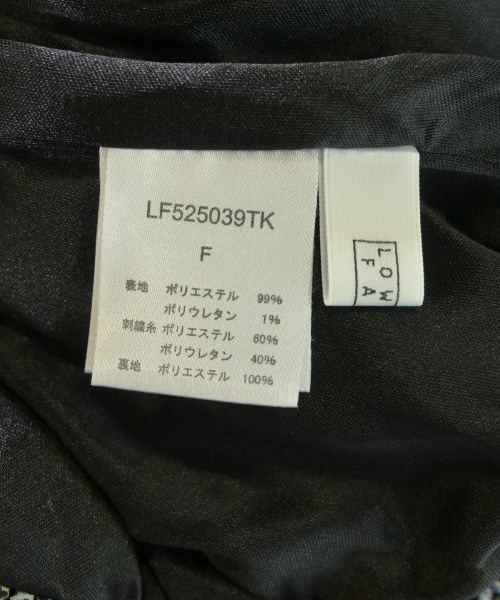 LF525039TK
F
表地 ポリエステル 99%
ポリウレタン 1%
刺繍糸 ポリエステル 60%
ポリウレタン 40%
裏地 ポリエステル 100%
LOW
FA